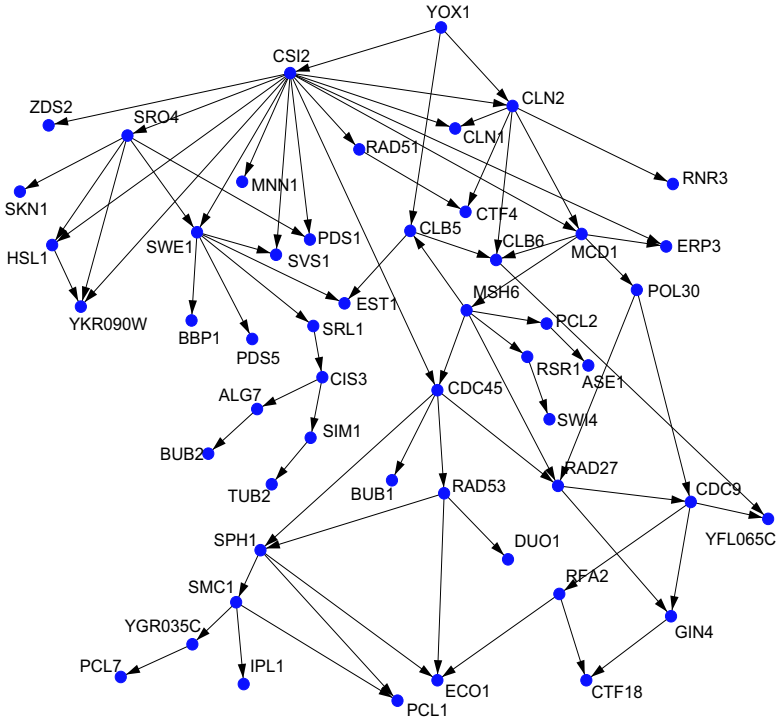 YOX1
CSI2
ZDS2
SRO4
CLN2
CLN1
RAD51
RNR3
MNN1
SKN1
CTF4
PDS1
SVS1
HSL1
SWE1
CLB5
CLB6
MCD1
ERP3
MSH6
POL30
EST1
YKR090W
BBP1
PDS5
SRL1
PCL2
RSR1
ASE1
CIS3
CDC45
ALG7
SWI4
SIM1
BUB2
TUB2
BUB1
RAD53
RAD27
CDC9
YFL065C
SPH1
DUO1
RFA2
SMC1
YGR035C
GIN4
PCL7
IPL1
ECO1
CTF18
PCL1